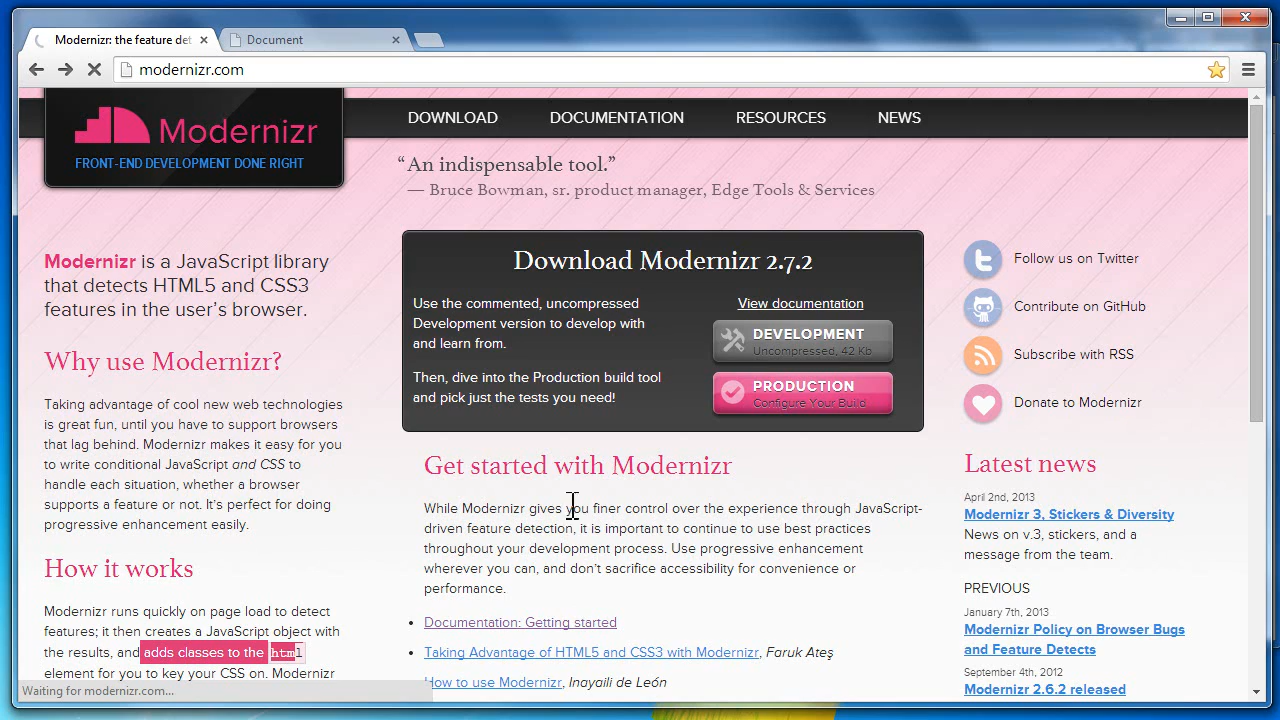 Modernizr: the feature det
Document
modernizr.com
Modernizr
FRONT-END DEVELOPMENT DONE RIGHT
DOWNLOAD
DOCUMENTATION
RESOURCES
NEWS
“An indispensable tool.”
— Bruce Bowman, sr. product manager, Edge Tools & Services
Modernizr is a JavaScript library
that detects HTML5 and CSS3
features in the user’s browser.
Why use Modernizr?
Taking advantage of cool new web technologies
is great fun, until you have to support browsers
that lag behind. Modernizr makes it easy for you
to write conditional JavaScript and CSS to
handle each situation, whether a browser
supports a feature or not. It’s perfect for doing
progressive enhancement easily.
How it works
Modernizr runs quickly on page load to detect
features; it then creates a JavaScript object with
the results, and adds classes to the html
element for you to key your CSS on. Modernizr
Download Modernizr 2.7.2
Use the commented, uncompressed
Development version to develop with
and learn from.
Then, dive into the Production build tool
and pick just the tests you need!
View documentation
DEVELOPMENT
Uncompressed, 42 Kb
PRODUCTION
Configure Your Build
Get started with Modernizr
While Modernizr gives you finer control over the experience through JavaScript-
driven feature detection, it is important to continue to use best practices
throughout your development process. Use progressive enhancement
wherever you can, and don’t sacrifice accessibility for convenience or
performance.
• Documentation: Getting started
• Taking Advantage of HTML5 and CSS3 with Modernizr, Faruk Ateş
How to use Modernizr, Inayaili de León
Follow us on Twitter
Contribute on GitHub
Subscribe with RSS
Donate to Modernizr
Latest news
April 2nd, 2013
Modernizr 3, Stickers & Diversity
News on v.3, stickers, and a
message from the team.
PREVIOUS
January 7th, 2013
Modernizr Policy on Browser Bugs
and Feature Detects
September 4th, 2012
Modernizr 2.6.2 released
Waiting for modernizr.com...